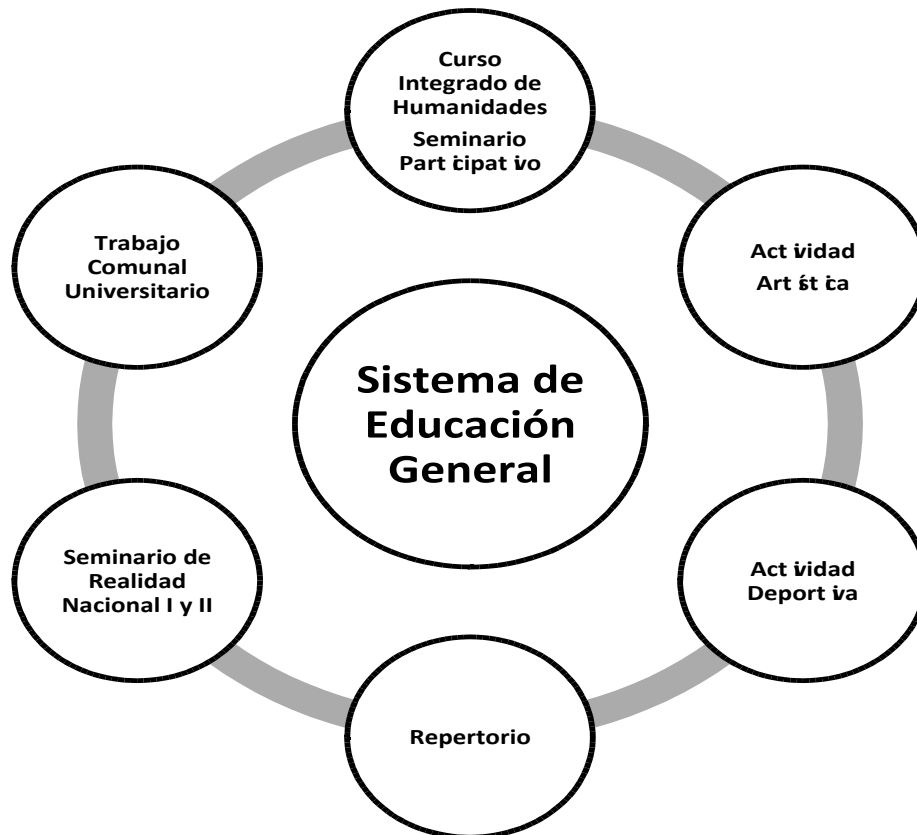 Curso
Integrado de
Humanidades
Seminario
Participativo
Actividad
Artística
Actividad
Deportiva
Repertorio
Seminario de
Realidad
Nacional I y II
Trabajo
Comunal
Universitario
Sistema de
Educación
General